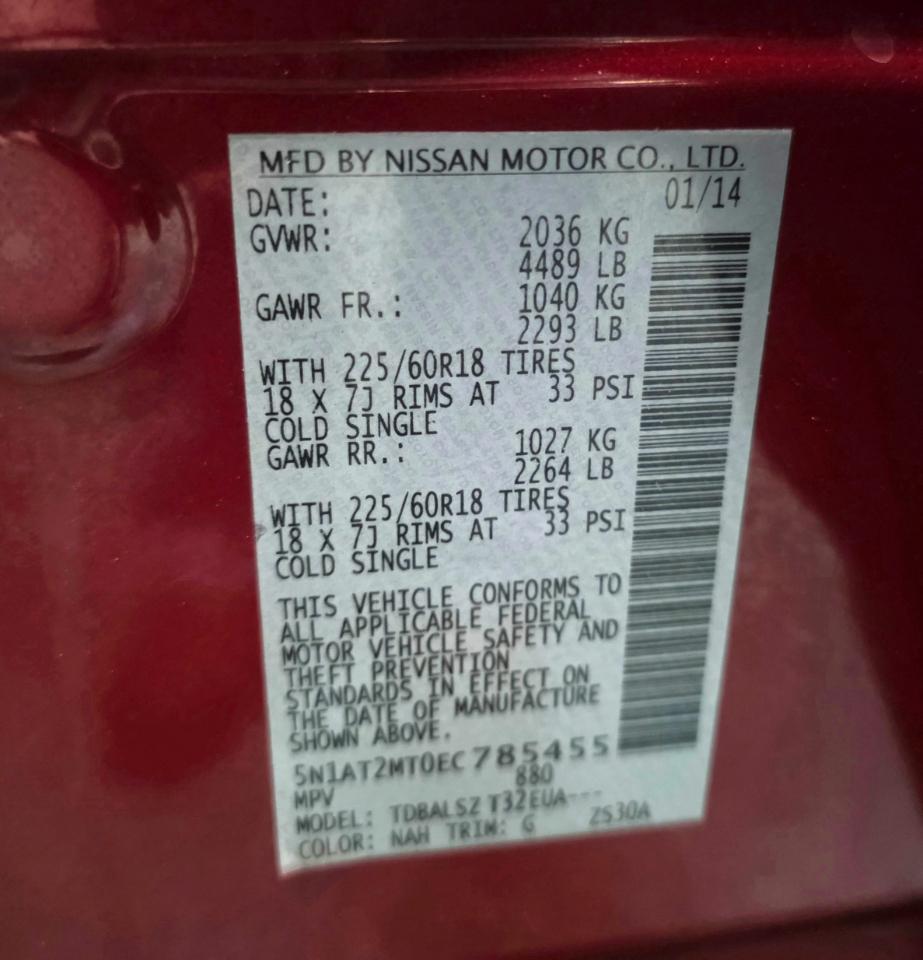 MFD BY NISSAN MOTOR CO., LTD.
DATE: 01/14
GVWR: 2036 KG
4489 LB
GAWR FR.: 1040 KG
2293 LB
WITH 225/60R18 TIRES
18 X 7J RIMS AT 33 PSI
COLD SINGLE
GAWR RR.: 1027 KG
2264 LB
WITH 225/60R18 TIRES
18 X 7J RIMS AT 33 PSI
COLD SINGLE
THIS VEHICLE CONFORMS TO
ALL APPLICABLE FEDERAL
MOTOR VEHICLE SAFETY AND
THEFT PREVENTION
STANDARDS IN EFFECT ON
THE DATE OF MANUFACTURE
SHOWN ABOVE.
5N1AT2MT0EC785455
MPV 880
MODEL: TDBALSZ T32EUA---
COLOR: NAH TRIM: G ZS30A